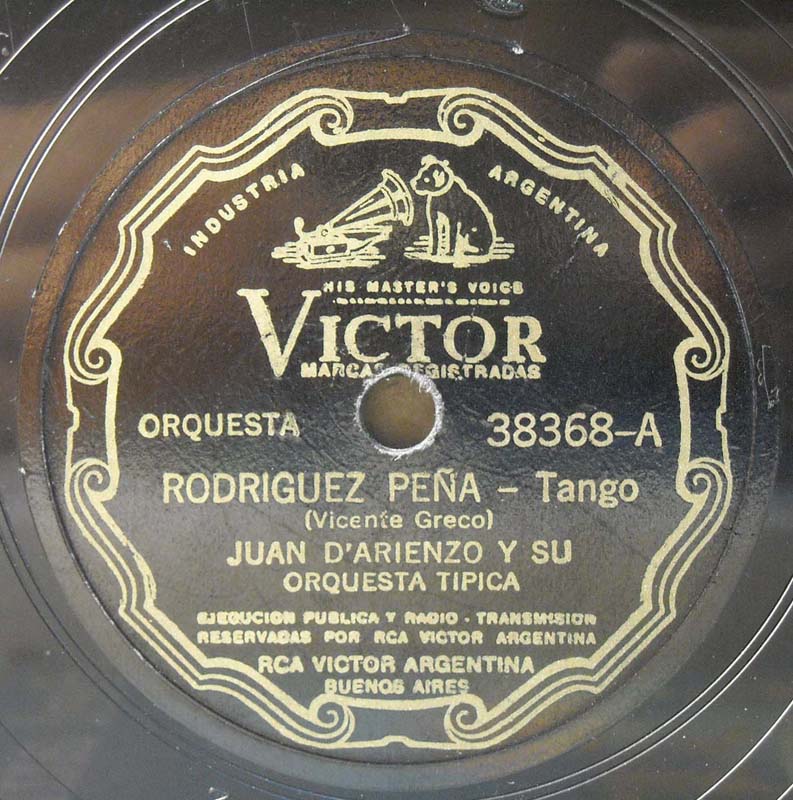 INDUSTRIA ARGENTINA
HIS MASTER'S VOICE
VICTOR
MARCAS REGISTRADAS
ORQUESTA 38368-A
RODRIGUEZ PEÑA - Tango
(Vicente Greco)
JUAN D'ARIENZO Y SU
ORQUESTA TIPICA
EJECUCION PUBLICA Y RADIO - TRANSMISION
RESERVADAS POR RCA VICTOR ARGENTINA
RCA VICTOR ARGENTINA
BUENOS AIRES